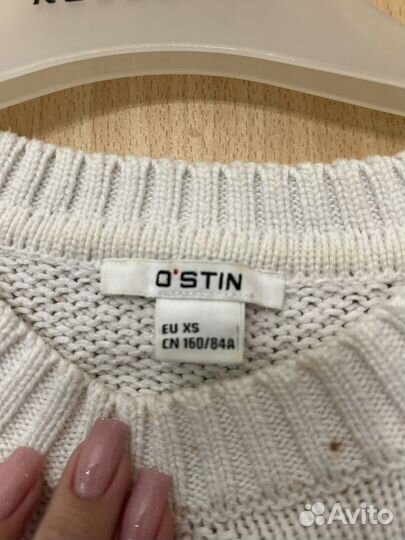 O'STIN
EU XS
CN 160/84A
Avito